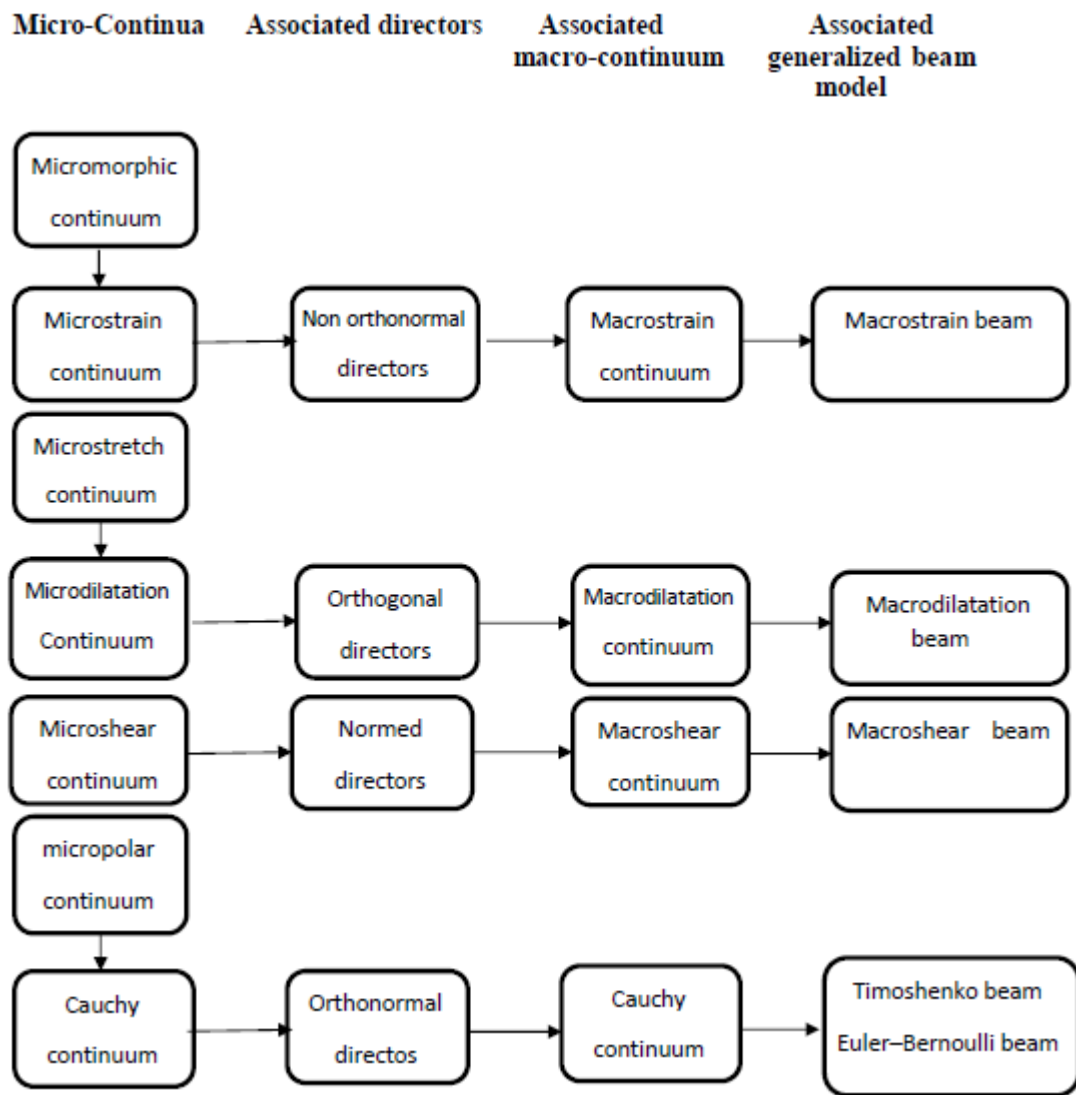 Micro-Continua Associated directors Associated Associated
macro-continuum generalized beam
model
Micromorphic
continuum
Microstrain
continuum
Non orthonormal
directors
Macrostrain
continuum
Macrostrain beam
Microstretch
continuum
Microdilatation
Continuum
Orthogonal
directors
Macrodilatation
continuum
Macrodilatation
beam
Microshear
continuum
Normed
directors
Macroshear
continuum
Macroshear beam
micropolar
continuum
Cauchy
continuum
Orthonormal
directos
Cauchy
continuum
Timoshenko beam
Euler–Bernoulli beam